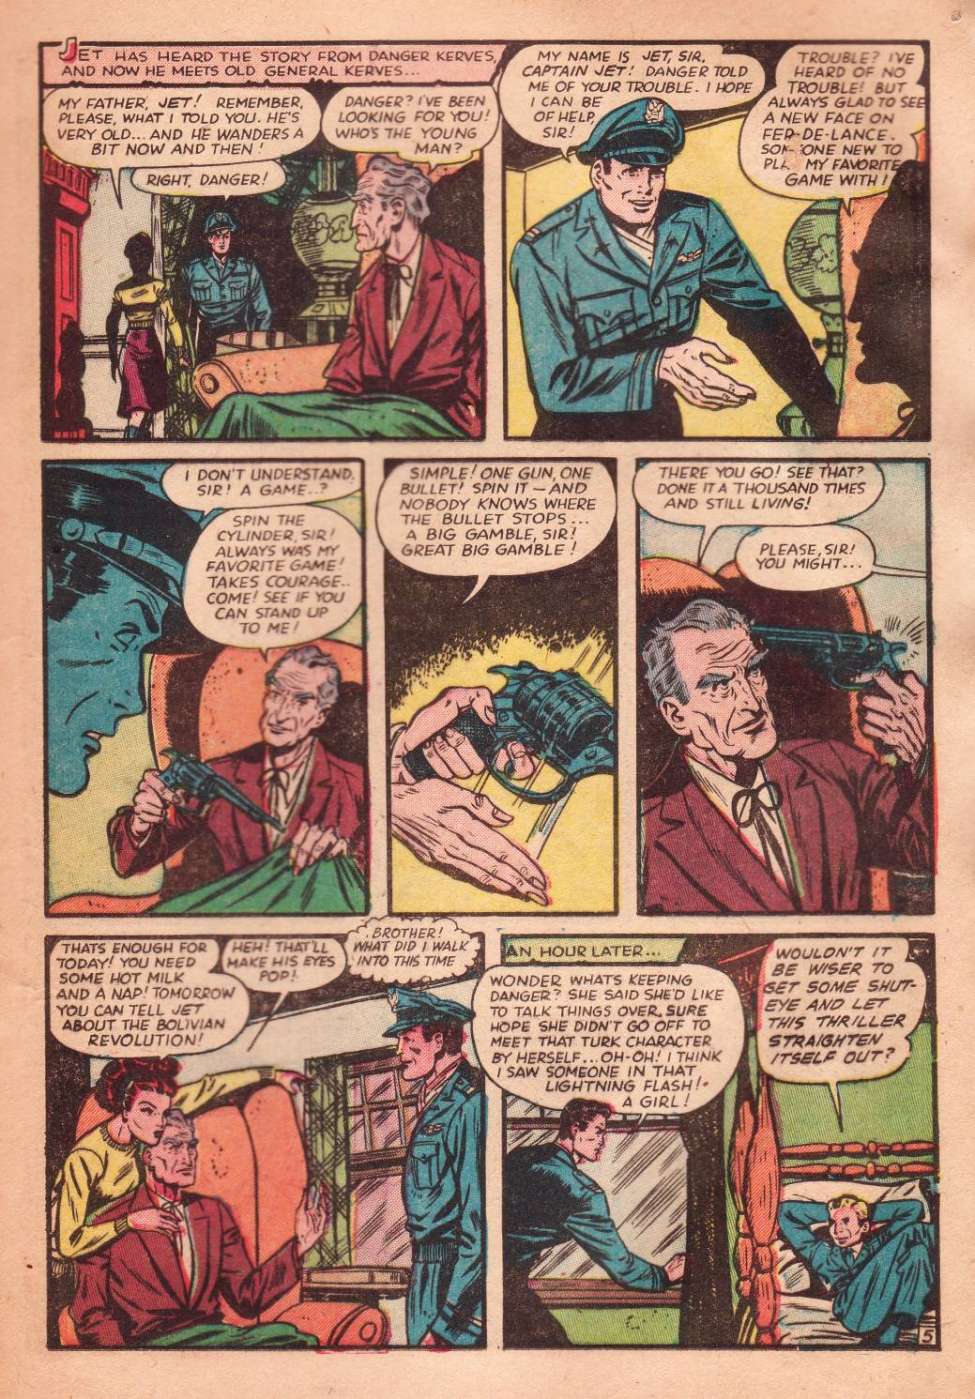 JET HAS HEARD THE STORY FROM DANGER KERVES,
AND NOW HE MEETS OLD GENERAL KERVES...
MY FATHER, JET! REMEMBER,
PLEASE, WHAT I TOLD YOU. HE'S
VERY OLD... AND HE WANDERS A
BIT NOW AND THEN!
RIGHT, DANGER!
DANGER? I'VE BEEN
LOOKING FOR YOU!
WHO'S THE YOUNG
MAN?
MY NAME IS JET, SIR,
CAPTAIN JET! DANGER TOLD
ME OF YOUR TROUBLE. I HOPE
I CAN BE
OF HELP,
SIR!
TROUBLE? I'VE
HEARD OF NO
TROUBLE! BUT
ALWAYS GLAD TO SEE
A NEW FACE ON
FER-DE-LANCE.
NEW TO
MY FAVORITE
GAME WITH!
I DON'T UNDERSTAND,
SIR! A GAME..?
SPIN THE
CYLINDER, SIR!
ALWAYS WAS MY
FAVORITE GAME!
TAKES COURAGE..
COME! SEE IF YOU
CAN STAND UP
TO ME!
SIMPLE! ONE GUN, ONE
BULLET! SPIN IT — AND
NOBODY KNOWS WHERE
THE BULLET STOPS...
A BIG GAMBLE, SIR!
GREAT BIG GAMBLE!
THERE YOU GO! SEE THAT?
DONE IT A THOUSAND TIMES
AND STILL LIVING!
PLEASE, SIR!
YOU MIGHT...
THATS ENOUGH FOR
TODAY! YOU NEED
SOME HOT MILK
AND A NAP! TOMORROW
YOU CAN TELL JET
ABOUT THE BOLIVIAN
REVOLUTION!
HEH! THAT'LL
MAKE HIS EYES
POP!
BROTHER!
WHAT DID I WALK
INTO THIS TIME
AN HOUR LATER...
WONDER WHATS KEEPING
DANGER? SHE SAID SHE'D LIKE
TO TALK THINGS OVER. SURE
HOPE SHE DIDN'T GO OFF TO
MEET THAT TURK CHARACTER
BY HERSELF... OH-OH! I THINK
I SAW SOMEONE IN THAT
LIGHTNING FLASH!
A GIRL!
WOULDN'T IT
BE WISER TO
GET SOME SHUT-
EYE AND LET
THIS THRILLER
STRAIGHTEN
ITSELF OUT?
5